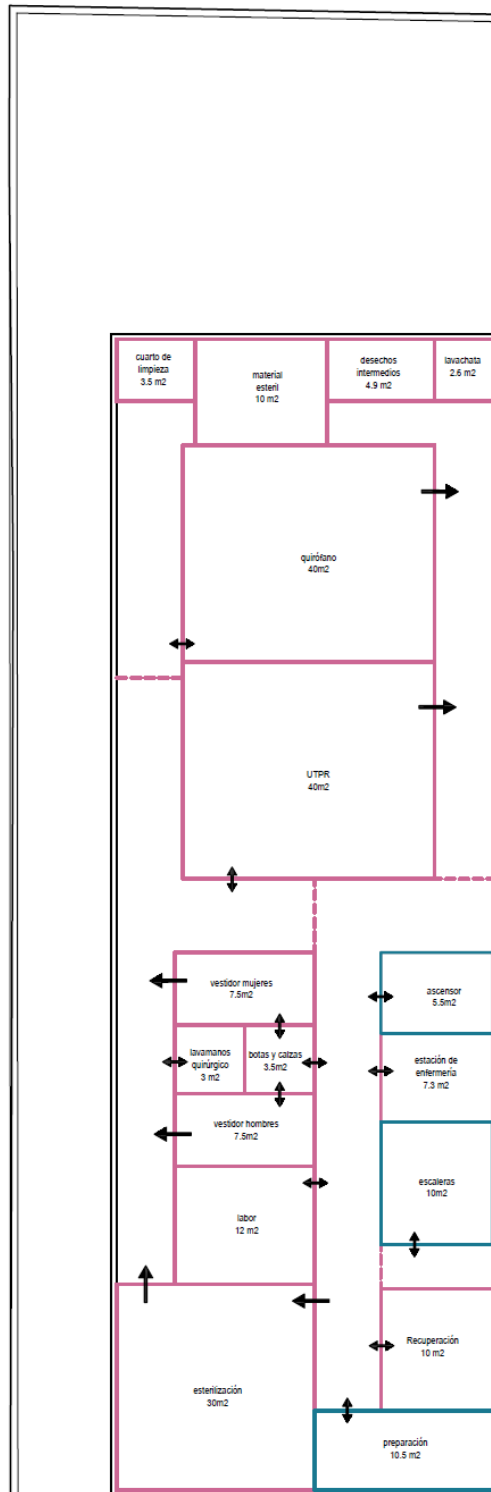 cuarto de
limpieza
3.5 m2
material
esteril
10 m2
desechos
intermedios
4.9 m2
lavachata
2.6 m2
quirófano
40m2
UTPR
40m2
vestidor mujeres
7.5m2
ascensor
5.5m2
lavamanos
quirúrgico
3 m2
botas y calzas
3.5m2
estación de
enfermería
7.3 m2
vestidor hombres
7.5m2
escaleras
10m2
labor
12 m2
Recuperación
10 m2
esterilización
30m2
preparación
10.5 m2